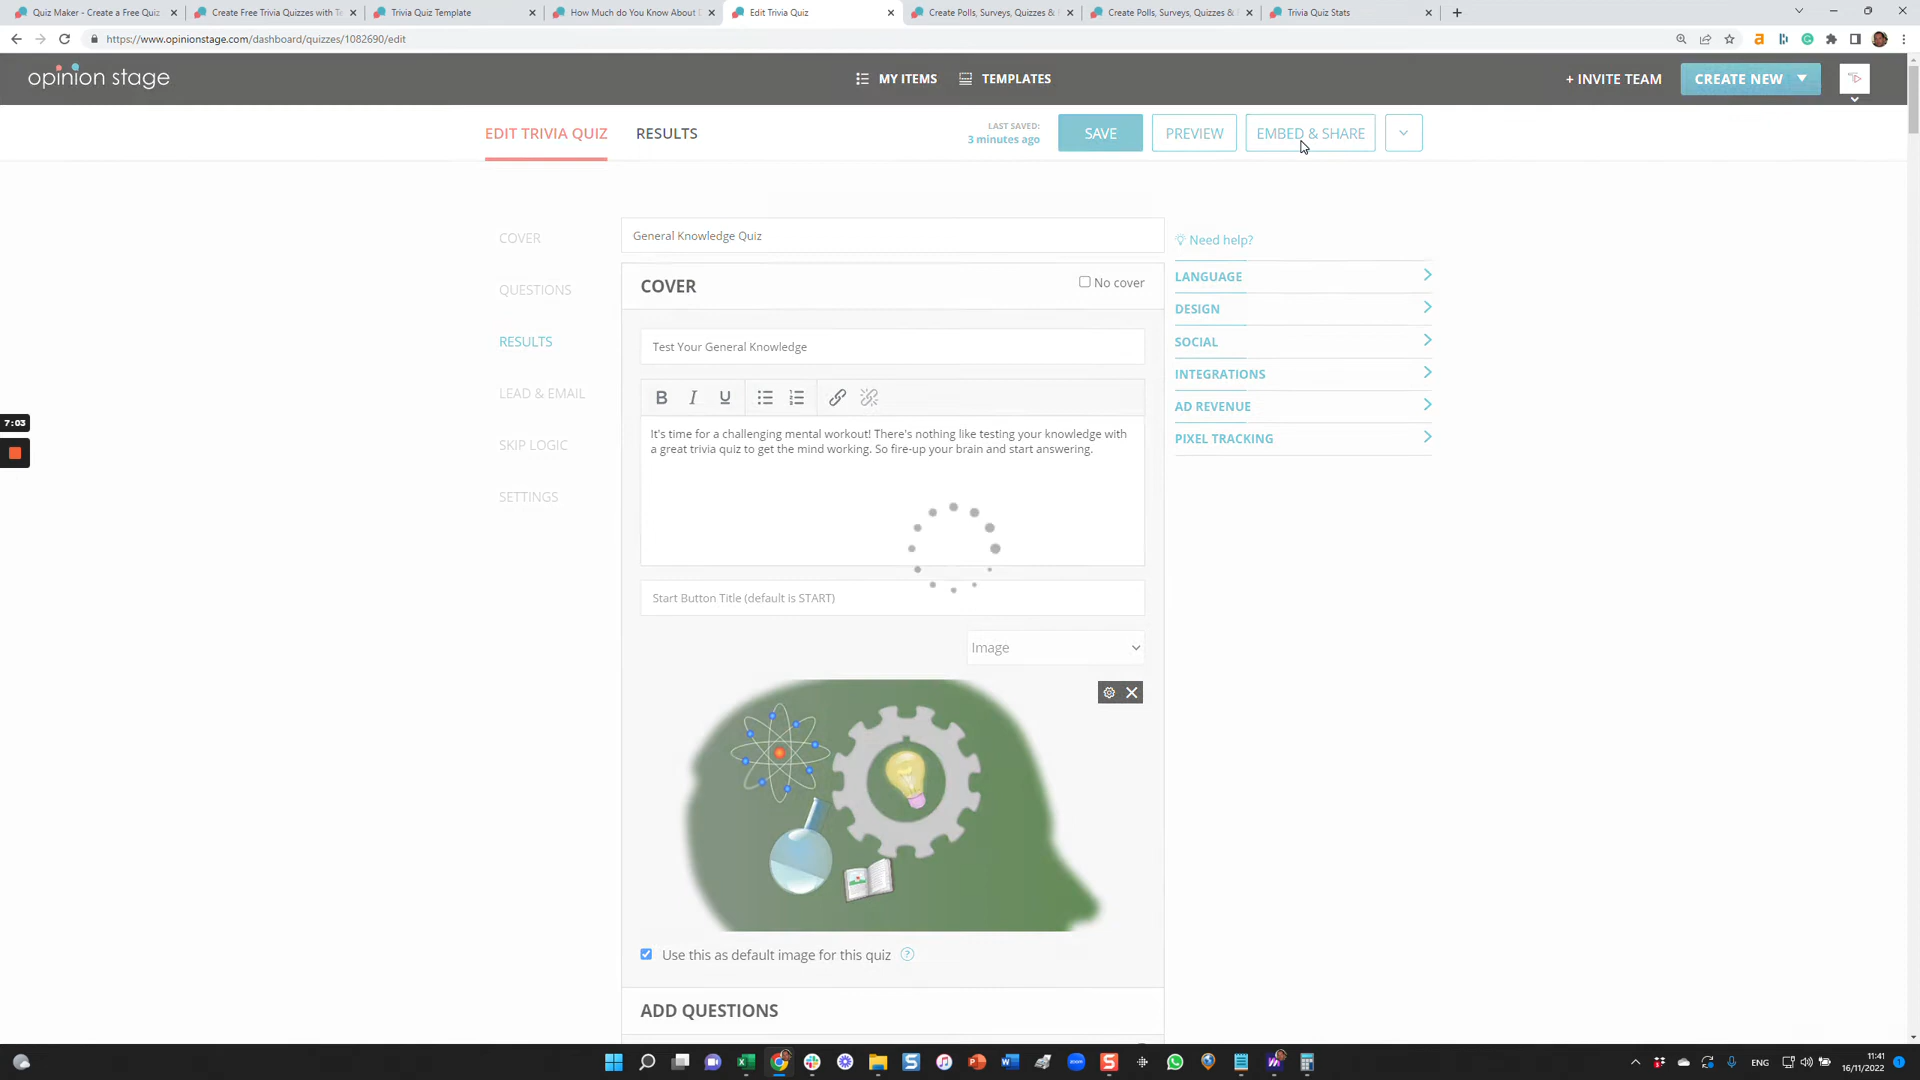 Quiz Maker - Create a Free Quiz
Create Free Trivia Quizzes with Te
Trivia Quiz Template
How Much do You Know About
Edit Trivia Quiz
Create Polls, Surveys, Quizzes &
Create Polls, Surveys, Quizzes &
Trivia Quiz Stats
https://www.opinionstage.com/dashboard/quizzes/1082690/edit
opinion stage
MY ITEMS
TEMPLATES
+ INVITE TEAM
CREATE NEW
EDIT TRIVIA QUIZ
RESULTS
LAST SAVED:
3 minutes ago
SAVE
PREVIEW
EMBED & SHARE
COVER
QUESTIONS
RESULTS
LEAD & EMAIL
SKIP LOGIC
SETTINGS
7:03
General Knowledge Quiz
COVER
No cover
Test Your General Knowledge
B I U
It's time for a challenging mental workout! There's nothing like testing your knowledge with
a great trivia quiz to get the mind working. So fire-up your brain and start answering.
Start Button Title (default is START)
Image
Use this as default image for this quiz
?
ADD QUESTIONS
Need help?
LANGUAGE
DESIGN
SOCIAL
INTEGRATIONS
AD REVENUE
PIXEL TRACKING
ENG
11:41
16/11/2022